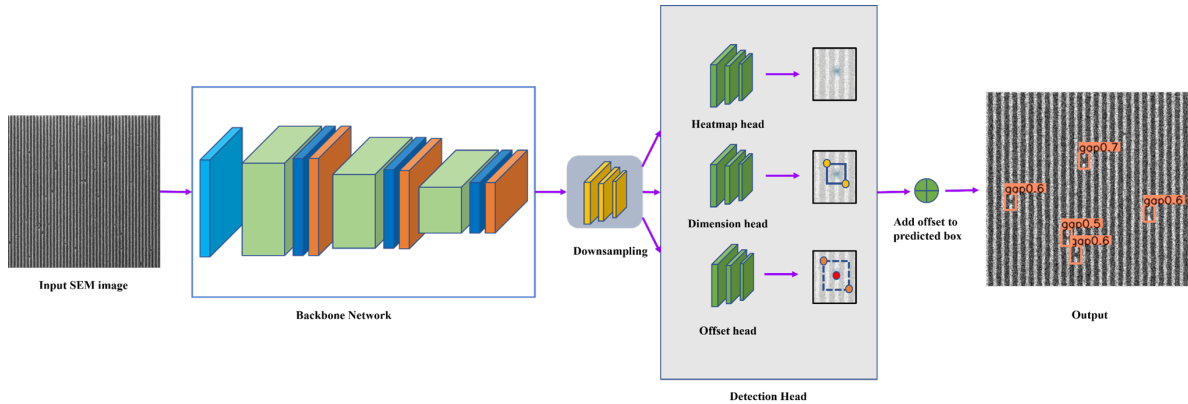 Input SEM image
Backbone Network
Downsampling
Heatmap head
Dimension head
Offset head
Detection Head
Add offset to
predicted box
gap0.7
gap0.6
gap0.6
gap0.5
gap0.6
Output